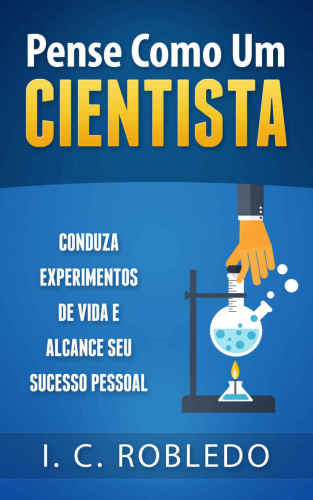 Pense Como Um
CIENTISTA
CONDUZA
EXPERIMENTOS
DE VIDA E
ALCANCE SEU
SUCESSO PESSOAL
I. C. ROBLEDO